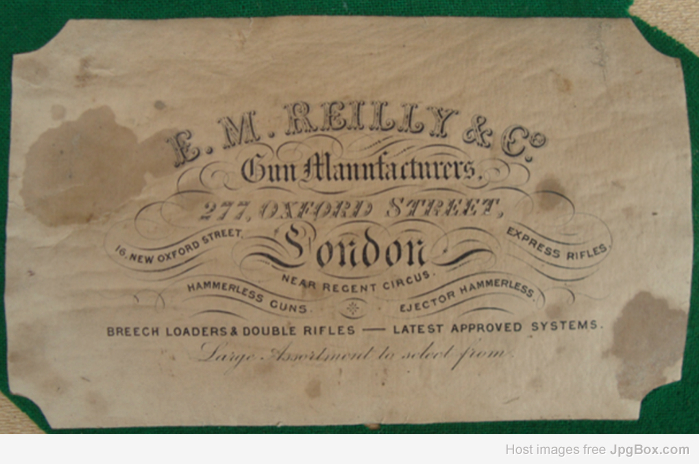 E. M. REILLY & Co.
Gun Manufacturers.
277, OXFORD STREET,
16, NEW OXFORD STREET. London EXPRESS RIFLES.
NEAR REGENT CIRCUS.
HAMMERLESS GUNS. EJECTOR HAMMERLESS.
BREECH LOADERS & DOUBLE RIFLES — LATEST APPROVED SYSTEMS.
Large Assortment to select from.
Host images free JpgBox.com